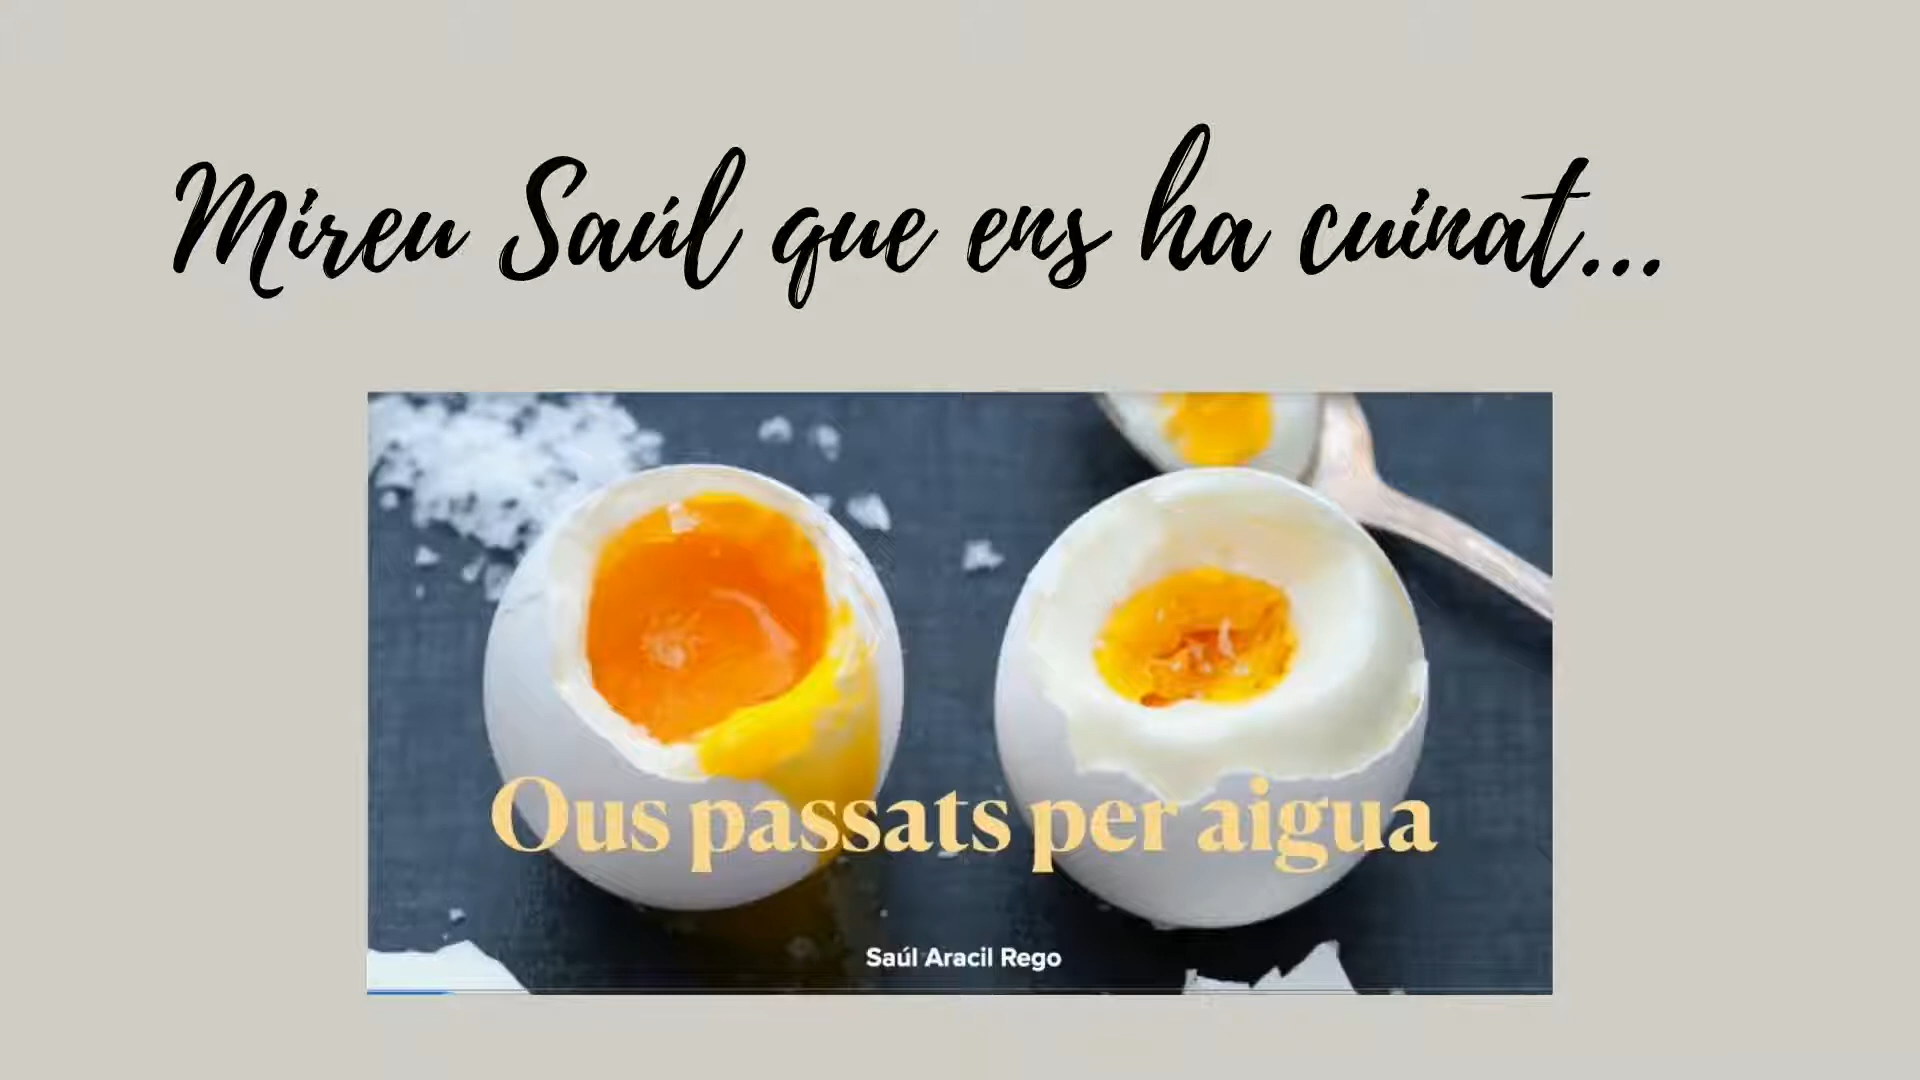 Mireu Saúl que ens ha cuinat...
Ous passats per aigua
Saúl Aracil Rego